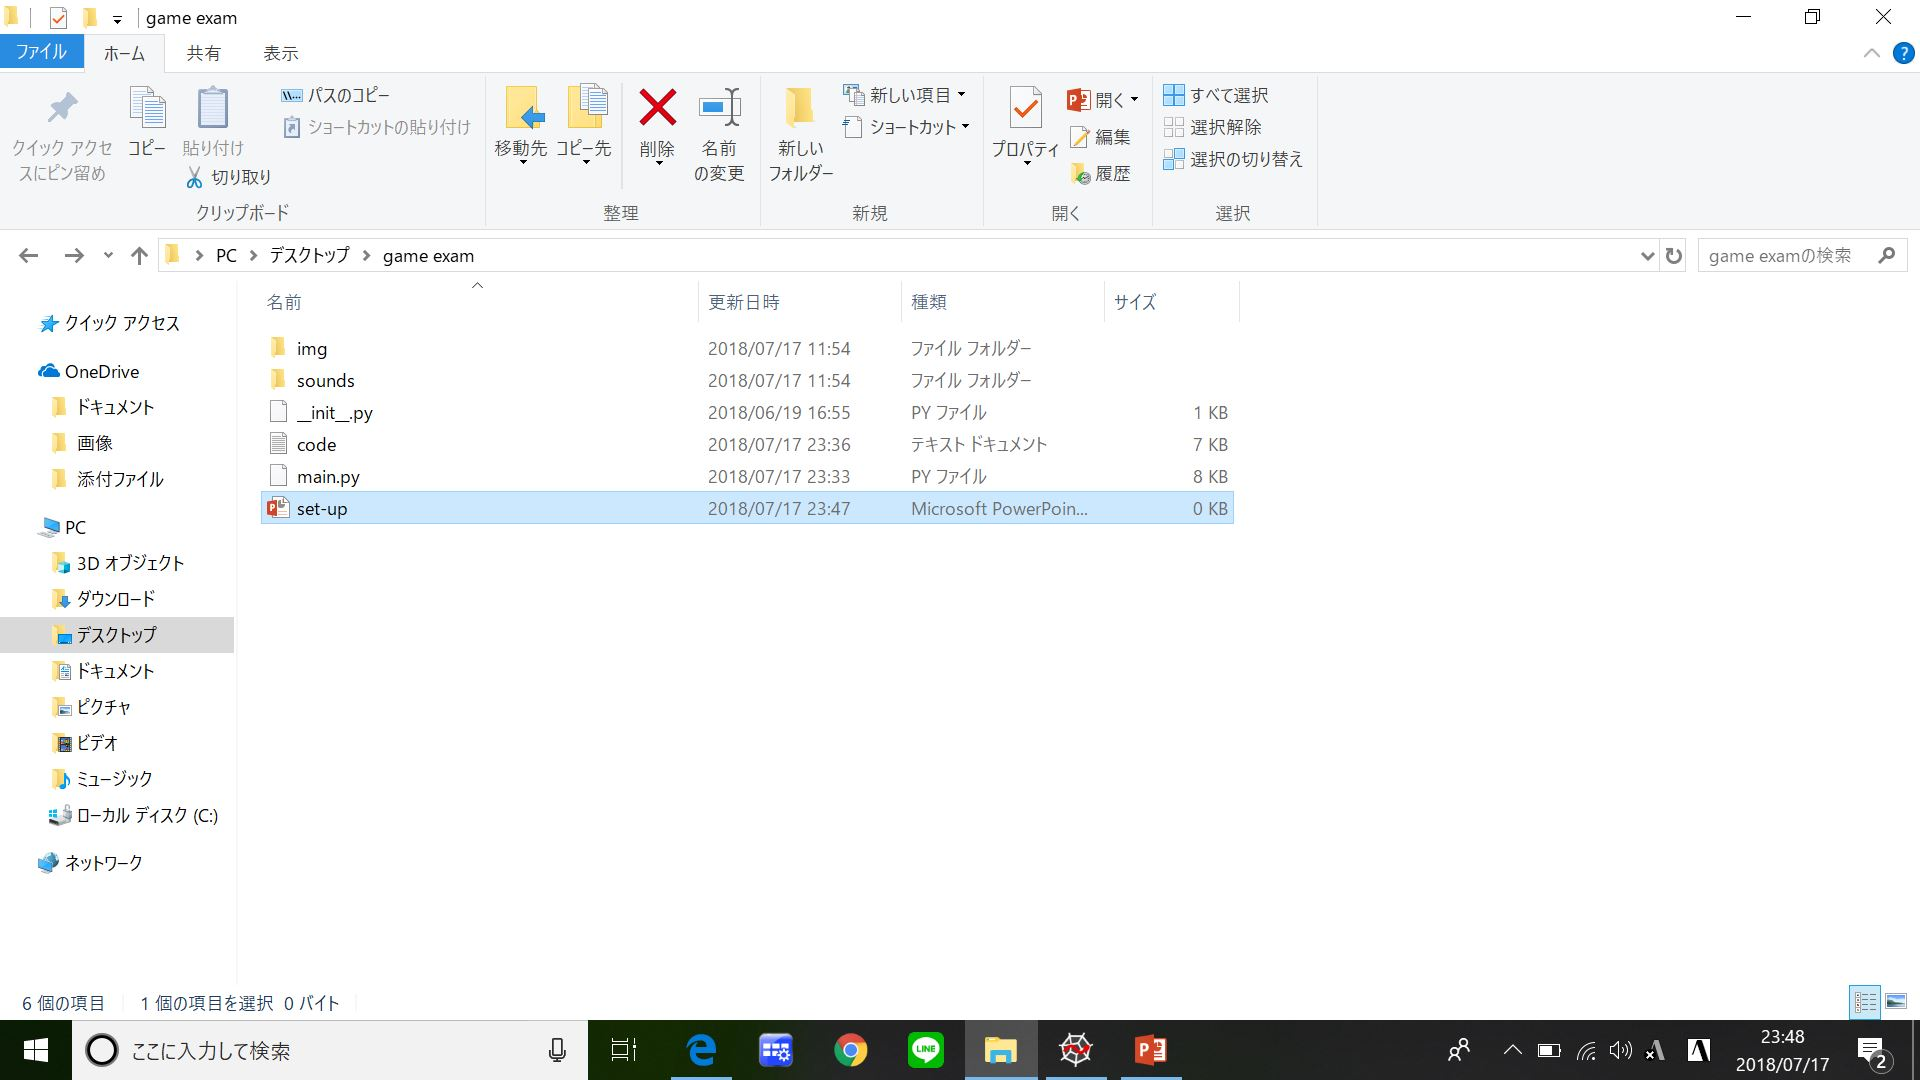 game exam
ファイル
ホーム
共有
表示
クイック アクセ
スにピン留め
コピー
貼り付け
パスのコピー
ショートカットの貼り付け
切り取り
クリップボード
移動先
コピー先
削除
名前
の変更
整理
新しい
フォルダー
新しい項目
ショートカット
新規
プロパティ
開く
編集
履歴
開く
すべて選択
選択解除
選択の切り替え
選択
PC
デスクトップ
game exam
game examの検索
名前
更新日時
種類
サイズ
img 2018/07/17 11:54 ファイル フォルダー
sounds 2018/07/17 11:54 ファイル フォルダー
__init__.py 2018/06/19 16:55 PY ファイル 1 KB
code 2018/07/17 23:36 テキスト ドキュメント 7 KB
main.py 2018/07/17 23:33 PY ファイル 8 KB
set-up 2018/07/17 23:47 Microsoft PowerPoin... 0 KB
クイック アクセス
OneDrive
ドキュメント
画像
添付ファイル
PC
3D オブジェクト
ダウンロード
デスクトップ
ドキュメント
ピクチャ
ビデオ
ミュージック
ローカル ディスク (C:)
ネットワーク
6 個の項目
1 個の項目を選択 0 バイト
ここに入力して検索
LINE
A
23:48
2018/07/17
2